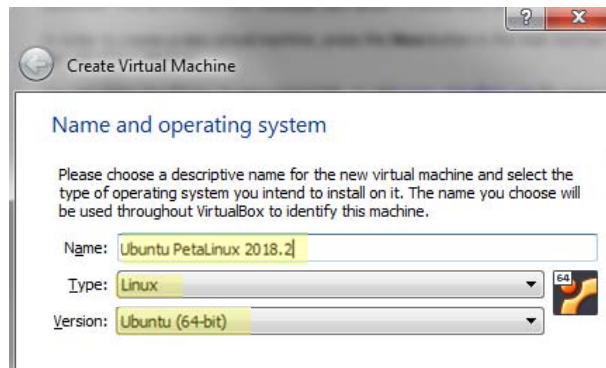 Create Virtual Machine
Name and operating system
Please choose a descriptive name for the new virtual machine and select the
type of operating system you intend to install on it. The name you choose will
be used throughout VirtualBox to identify this machine.
Name: Ubuntu PetaLinux 2018.2
Type: Linux
64
Version: Ubuntu (64-bit)